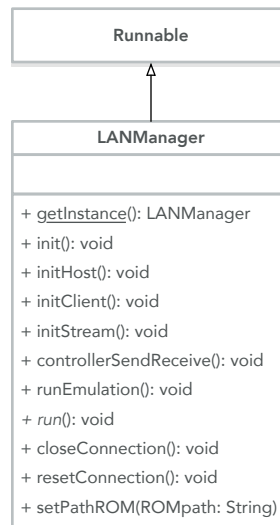 Runnable
LANManager
+ getInstance(): LANManager
+ init(): void
+ initHost(): void
+ initClient(): void
+ initStream(): void
+ controllerSendReceive(): void
+ runEmulation(): void
+ run(): void
+ closeConnection(): void
+ resetConnection(): void
+ setPathROM(ROMpath: String)